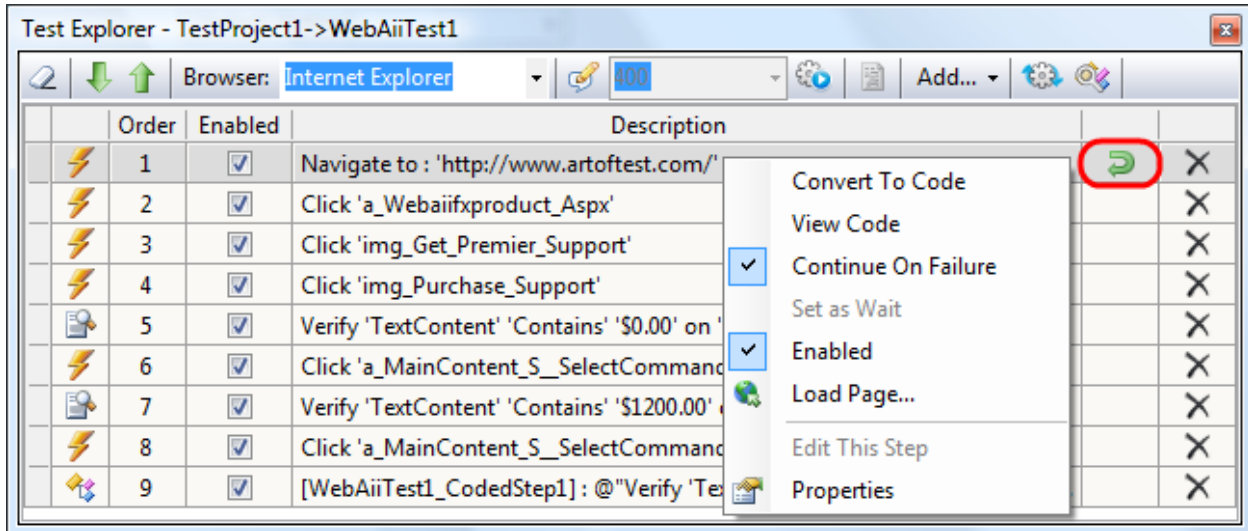 Test Explorer - TestProject1->WebAiiTest1
Browser: Internet Explorer 400 Add...
Order Enabled Description
1 Navigate to : 'http://www.artoftest.com/'
2 Click 'a_Webaiifxproduct_Aspx'
3 Click 'img_Get_Premier_Support'
4 Click 'img_Purchase_Support'
5 Verify 'TextContent' 'Contains' '$0.00' on '
6 Click 'a_MainContent_S__SelectCommand
7 Verify 'TextContent' 'Contains' '$1200.00'
8 Click 'a_MainContent_S__SelectCommand
9 [WebAiiTest1_CodedStep1] : @"Verify 'Te
Convert To Code
View Code
Continue On Failure
Set as Wait
Enabled
Load Page...
Edit This Step
Properties